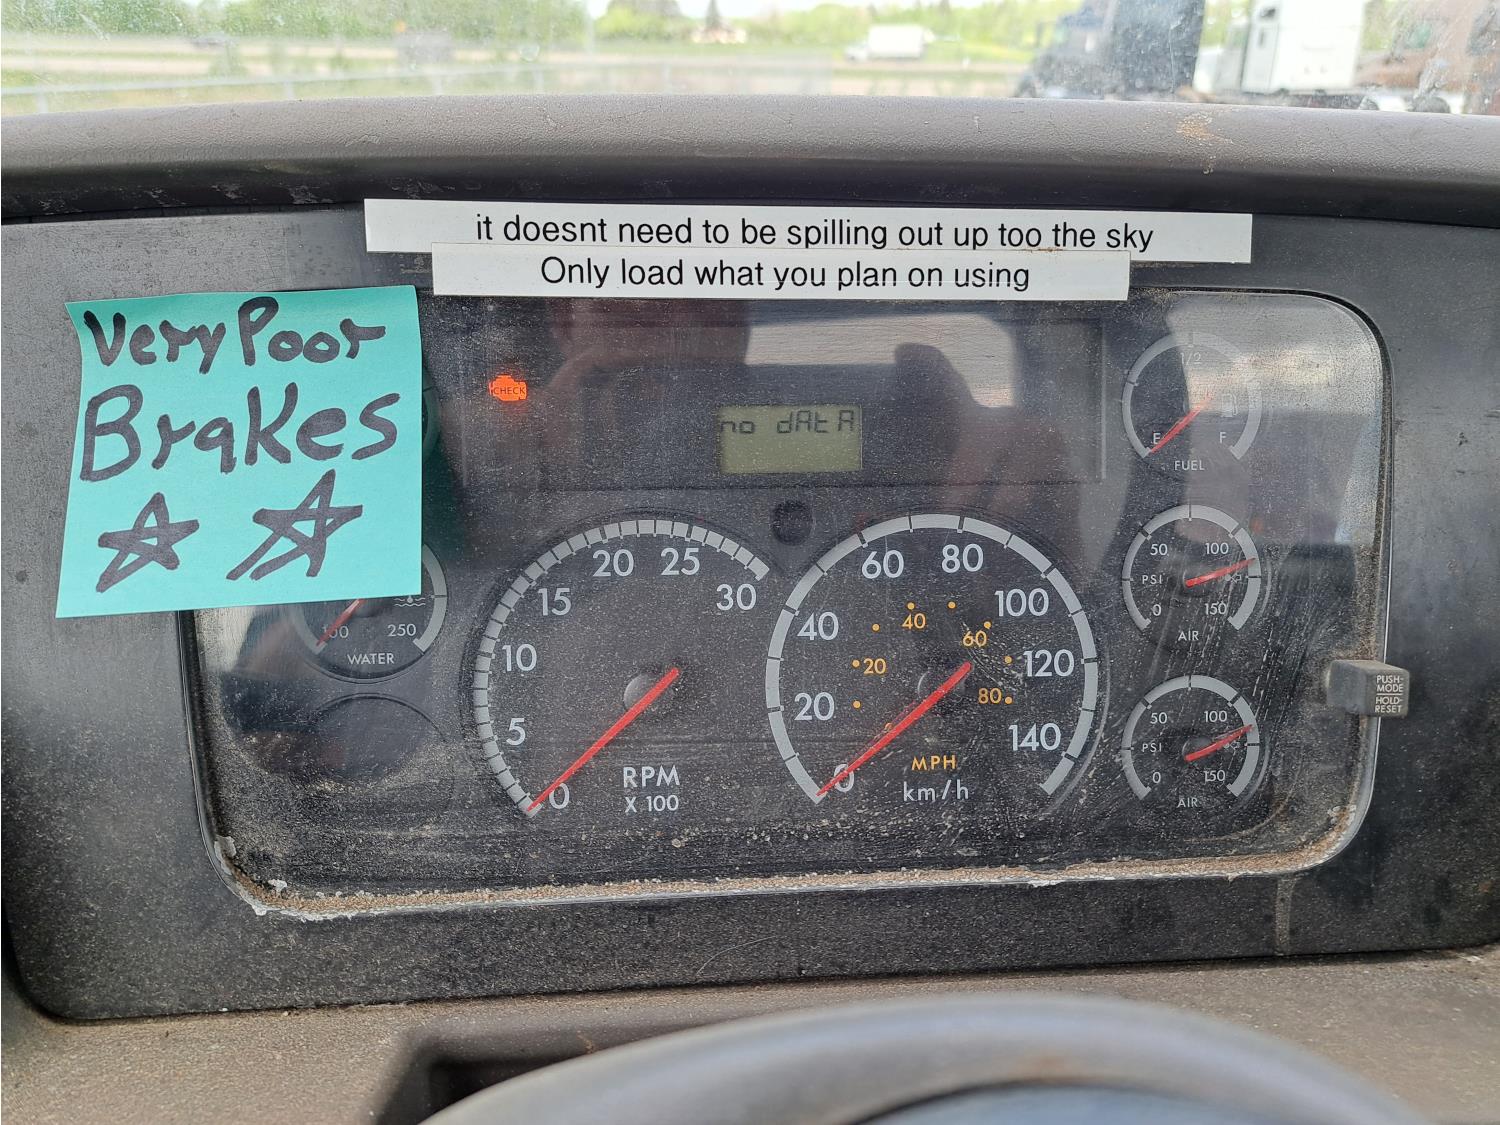 it doesnt need to be spilling out up too the sky
Only load what you plan on using
Very Poor
Brakes
CHECK
no dAtA
1/2
E F
FUEL
50 100
PSI
0 150
AIR
50 100
PSI
0 150
AIR
100 250
WATER
0 5 10 15 20 25 30
RPM
X 100
0 20 40 60 80 100 120 140
20 40 60 80
MPH
km/h
PUSH-
MODE
HOLD-
RESET